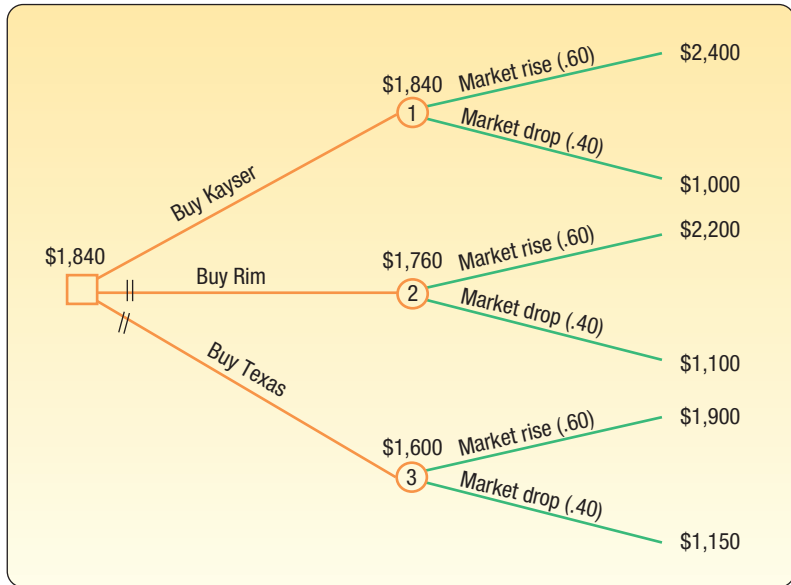 $2,400
Market rise (.60)
$1,840
1
Market drop (.40)
$1,000
Buy Kayser
$2,200
Market rise (.60)
$1,840
$1,760
Buy Rim
2
Market drop (.40)
$1,100
Buy Texas
$1,900
Market rise (.60)
$1,600
3
Market drop (.40)
$1,150